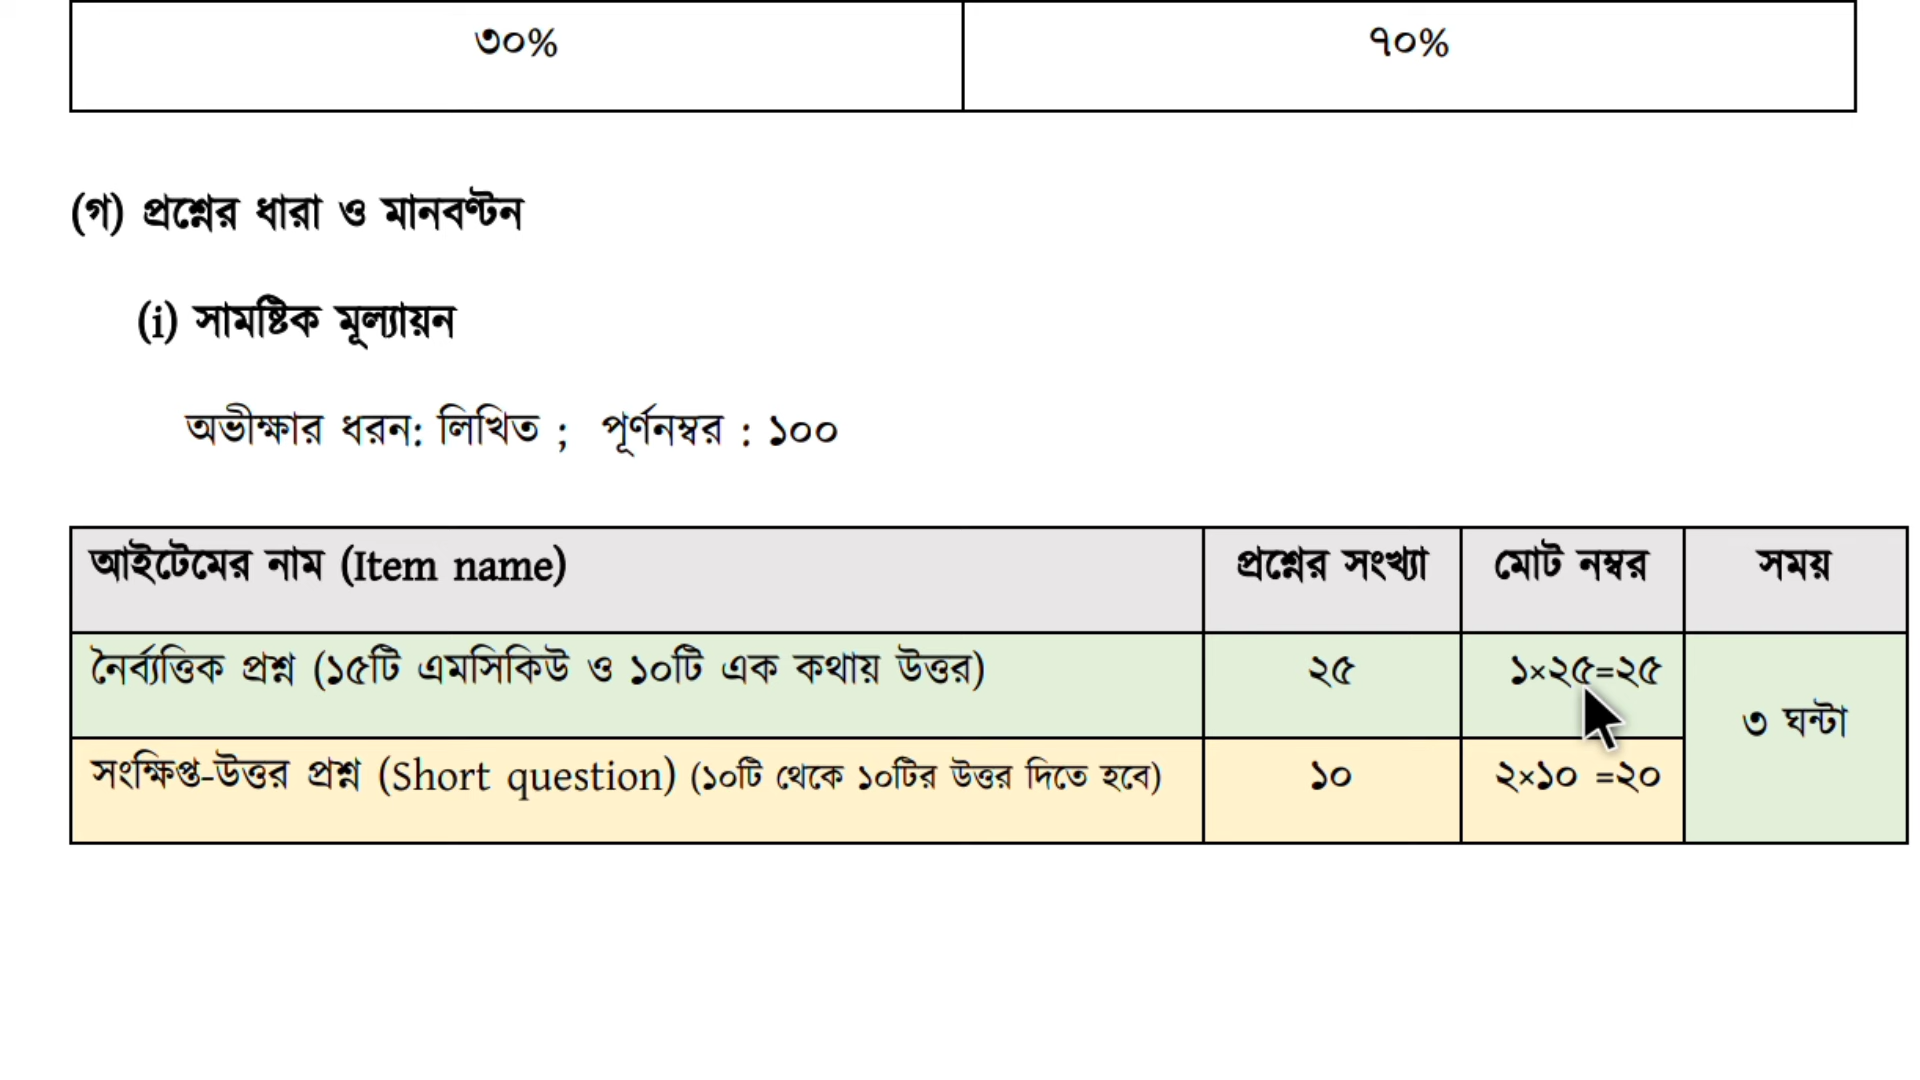 ৩০% ৭০%
(গ) প্রশ্নের ধারা ও মানবণ্টন
(i) সামষ্টিক মূল্যায়ন
অভীক্ষার ধরন: লিখিত ; পূর্ণনম্বর : ১০০
আইটেমের নাম (Item name) প্রশ্নের সংখ্যা মোট নম্বর সময়
নৈর্ব্যত্তিক প্রশ্ন (১৫টি এমসিকিউ ও ১০টি এক কথায় উত্তর) ২৫ ১×২৫=২৫
৩ ঘন্টা
সংক্ষিপ্ত-উত্তর প্রশ্ন (Short question) (১০টি থেকে ১০টির উত্তর দিতে হবে) ১০ ২×১০ =২০